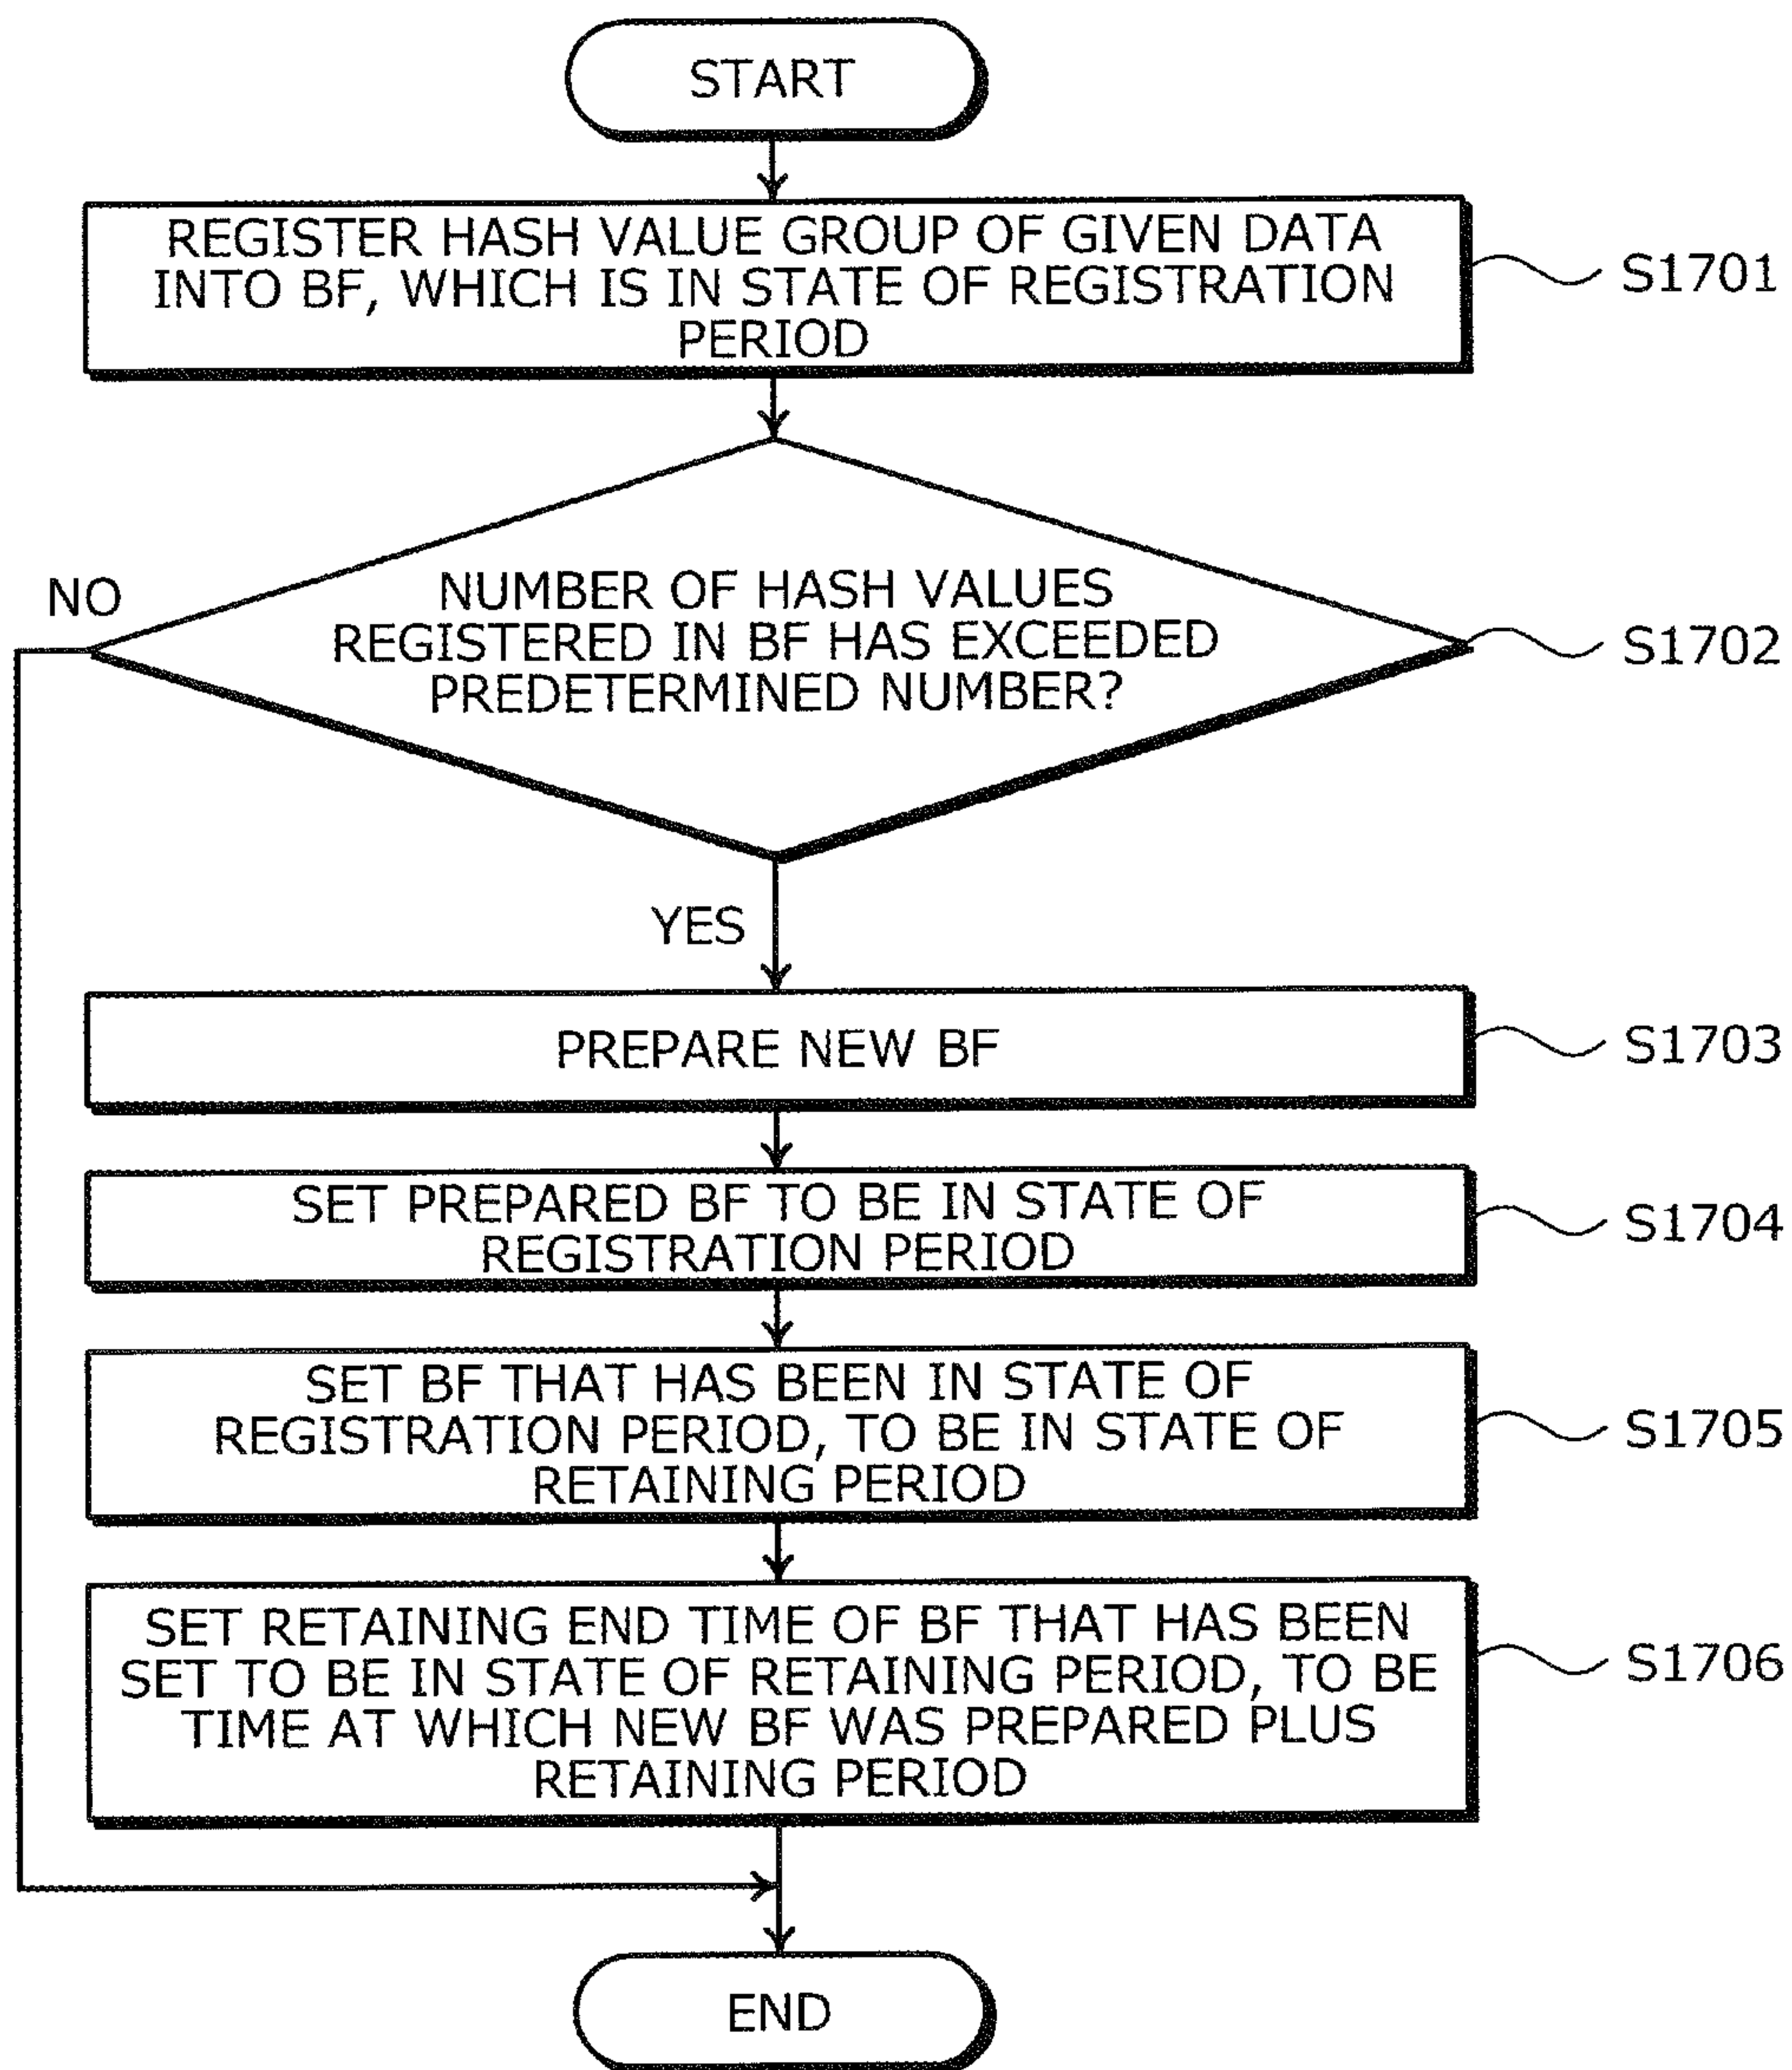 START
REGISTER HASH VALUE GROUP OF GIVEN DATA
INTO BF, WHICH IS IN STATE OF REGISTRATION
PERIOD
S1701
NO
NUMBER OF HASH VALUES
REGISTERED IN BF HAS EXCEEDED
PREDETERMINED NUMBER?
S1702
YES
PREPARE NEW BF
S1703
SET PREPARED BF TO BE IN STATE OF
REGISTRATION PERIOD
S1704
SET BF THAT HAS BEEN IN STATE OF
REGISTRATION PERIOD, TO BE IN STATE OF
RETAINING PERIOD
S1705
SET RETAINING END TIME OF BF THAT HAS BEEN
SET TO BE IN STATE OF RETAINING PERIOD, TO BE
TIME AT WHICH NEW BF WAS PREPARED PLUS
RETAINING PERIOD
S1706
END